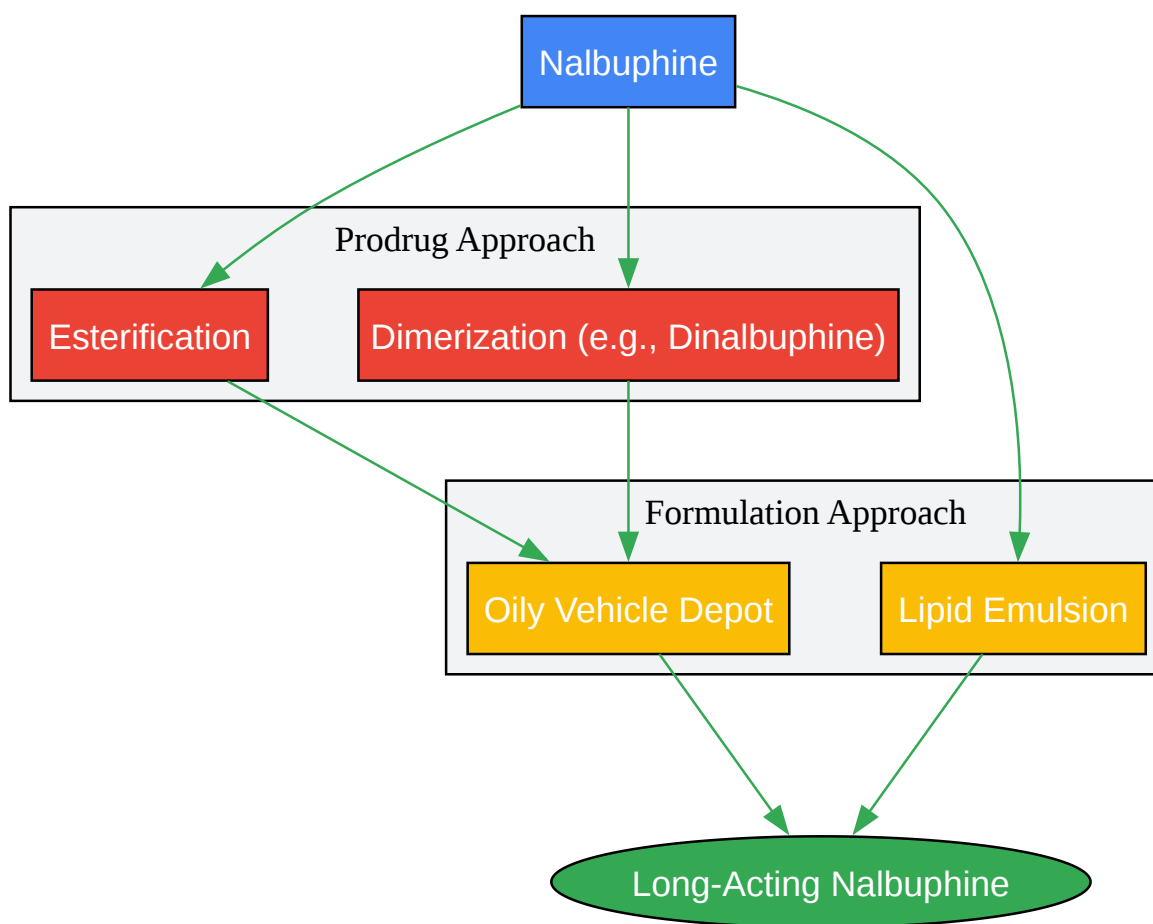 Nalbuphine
Prodrug Approach
Esterification
Dimerization (e.g., Dinalbuphine)
Formulation Approach
Oily Vehicle Depot
Lipid Emulsion
Long-Acting Nalbuphine